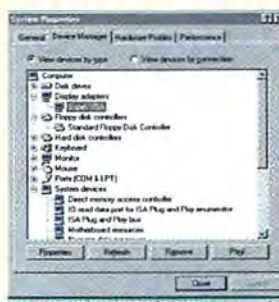 System Properties
General Device Manager Hardware Profiles Performance
View devices by type View devices by connection
Computer
Disk drives
Display adapters
Super VGA
Floppy disk controllers
Standard Floppy Disk Controller
Hard disk controllers
Keyboard
Monitor
Mouse
Ports (COM & LPT)
System devices
Direct memory access controller
IO read data port for ISA Plug and Play enumerator
ISA Plug and Play bus
Motherboard resources
Properties Refresh Remove Print
Close